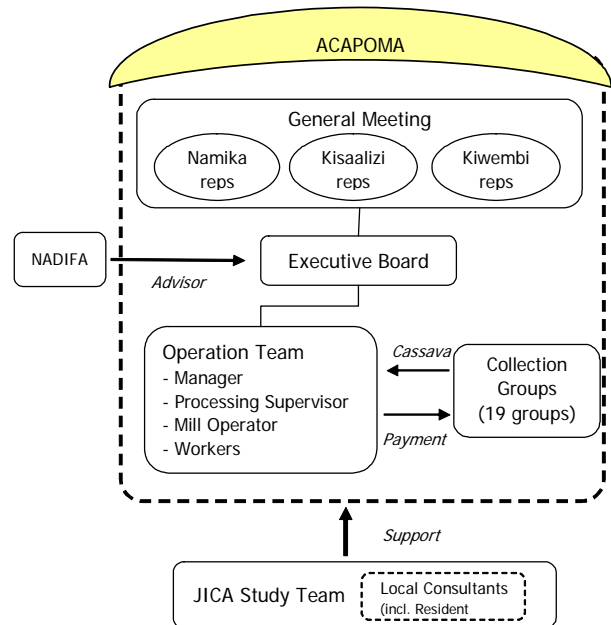 ACAPOMA
General Meeting
Namika
reps
Kisaalizi
reps
Kiwembi
reps
NADIFA
Advisor
Executive Board
Operation Team
- Manager
- Processing Supervisor
- Mill Operator
- Workers
Cassava
Payment
Collection
Groups
(19 groups)
Support
JICA Study Team
Local Consultants
(incl. Resident